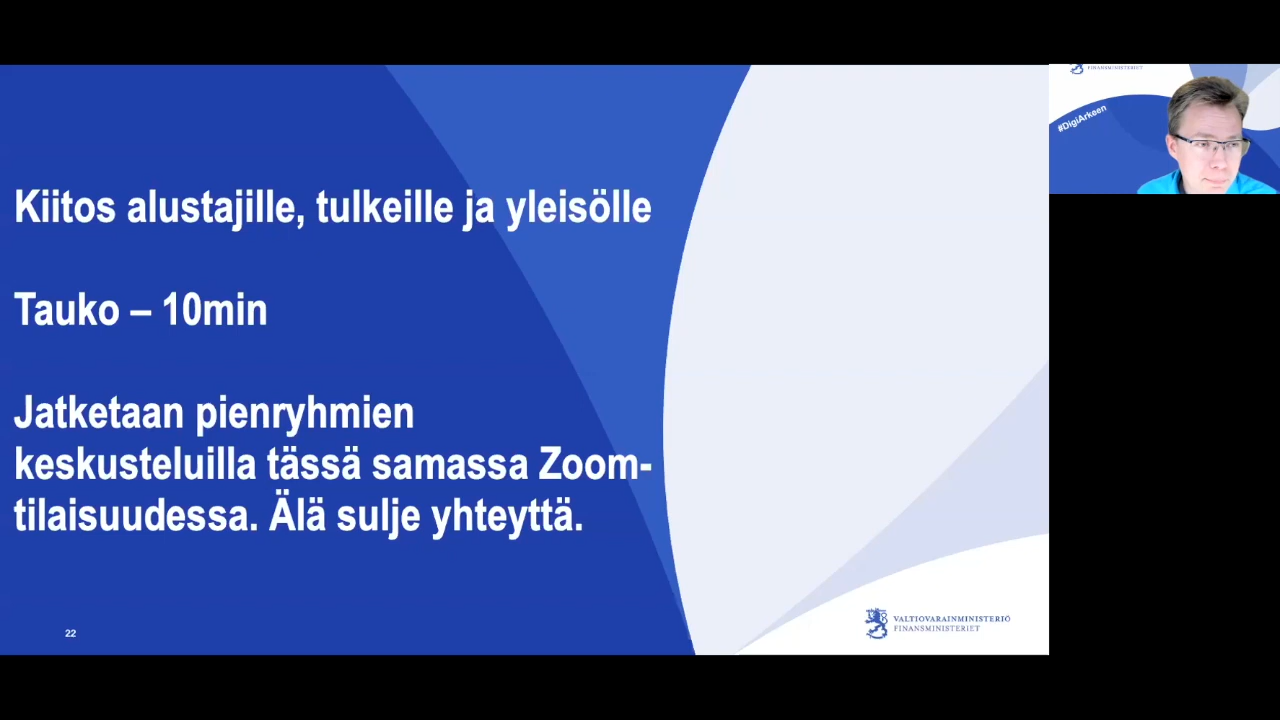 Kiitos alustajille, tulkeille ja yleisölle
Tauko – 10min
Jatketaan pienryhmien
keskusteluilla tässä samassa Zoom-
tilaisuudessa. Älä sulje yhteyttä.
22
VALTIOVARAINMINISTERIÖ
FINANSMINISTERIET
FINANSMINISTERIET
#DigiArkeen